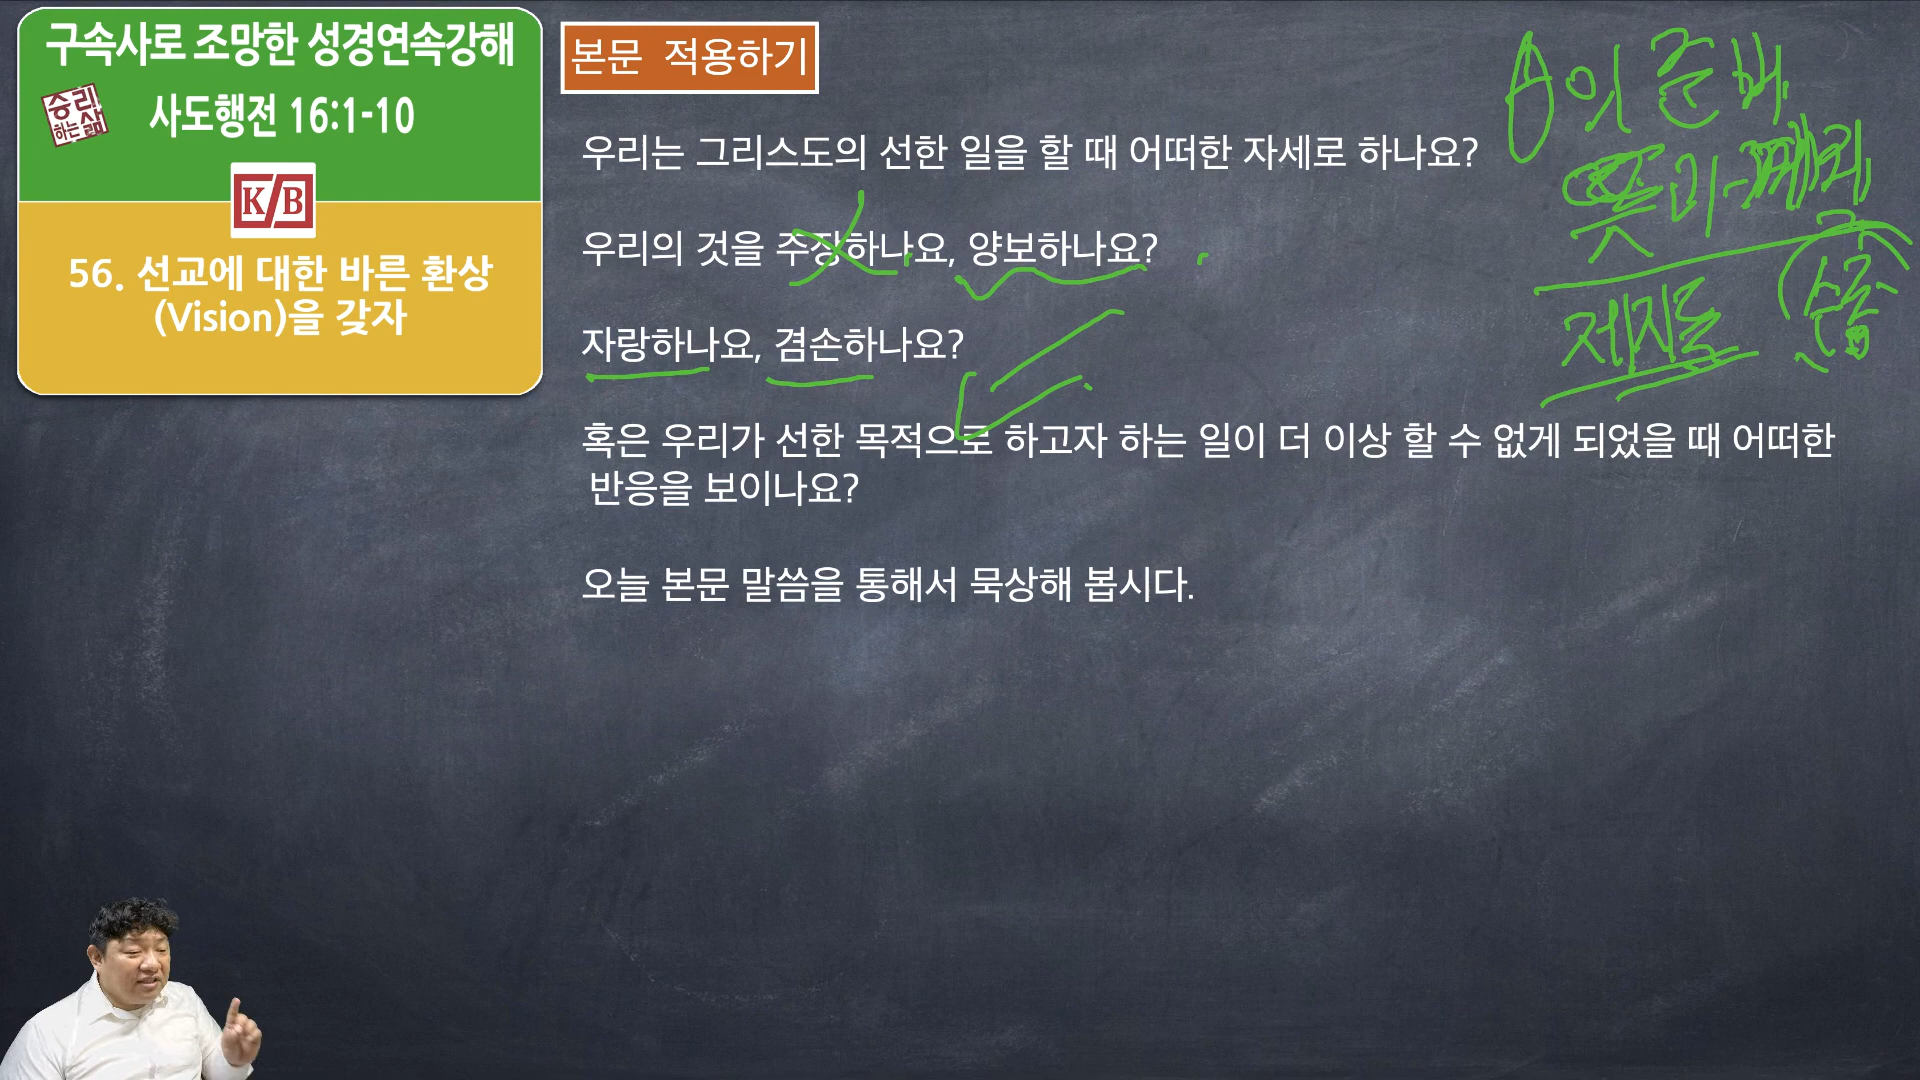 구속사로 조망한 성경연속강해
승리
하는 삶
사도행전 16:1-10
K/B
56. 선교에 대한 바른 환상
(Vision)을 갖자
본문 적용하기
우리는 그리스도의 선한 일을 할 때 어떠한 자세로 하나요?
우리의 것을 주장하나요, 양보하나요?
자랑하나요, 겸손하나요?
혹은 우리가 선한 목적으로 하고자 하는 일이 더 이상 할 수 없게 되었을 때 어떠한
반응을 보이나요?
오늘 본문 말씀을 통해서 묵상해 봅시다.
의 준비
제자들